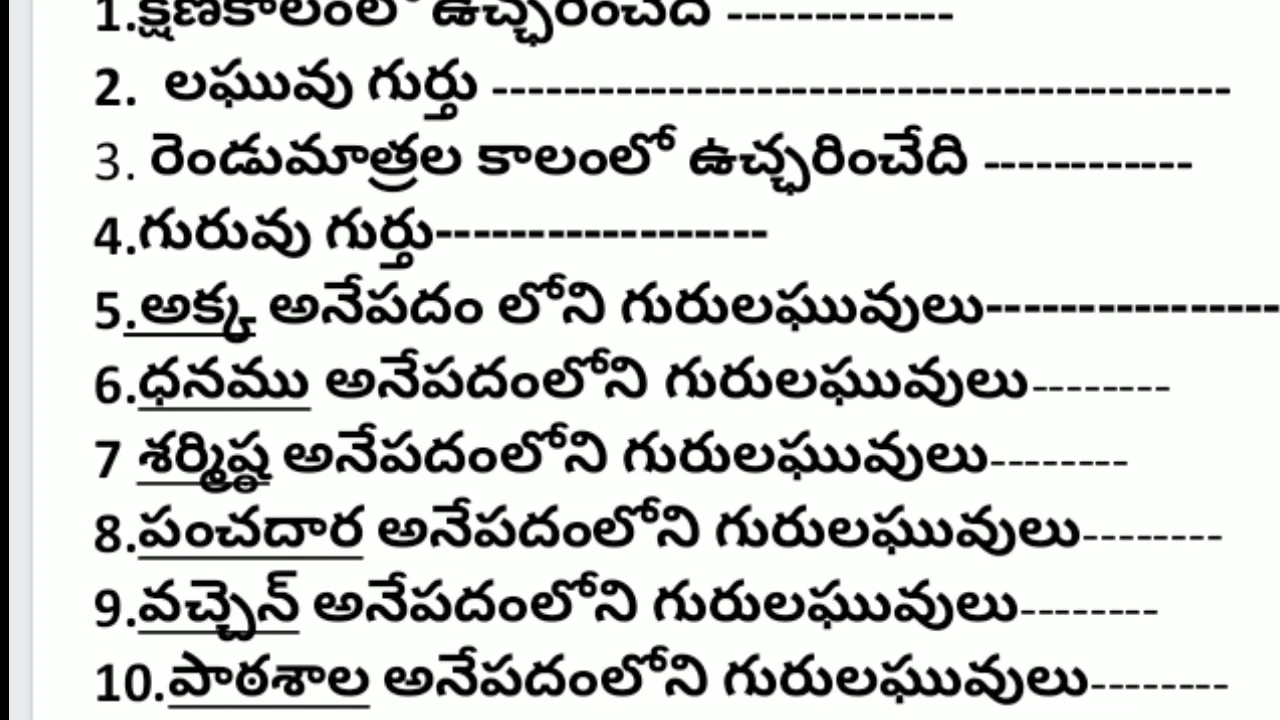 1.క్షణకాలంలో ఉచ్ఛరించేది -------------
2. లఘువు గుర్తు ------------------------------------------
3. రెండుమాత్రల కాలంలో ఉచ్ఛరించేది ------------
4.గురువు గుర్తు------------------
5.అక్క అనేపదం లోని గురులఘువులు----------------
6.ధనము అనేపదంలోని గురులఘువులు--------
7 శర్మిష్ఠ అనేపదంలోని గురులఘువులు--------
8.పంచదార అనేపదంలోని గురులఘువులు--------
9.వచ్చెన్ అనేపదంలోని గురులఘువులు--------
10.పాఠశాల అనేపదంలోని గురులఘువులు--------